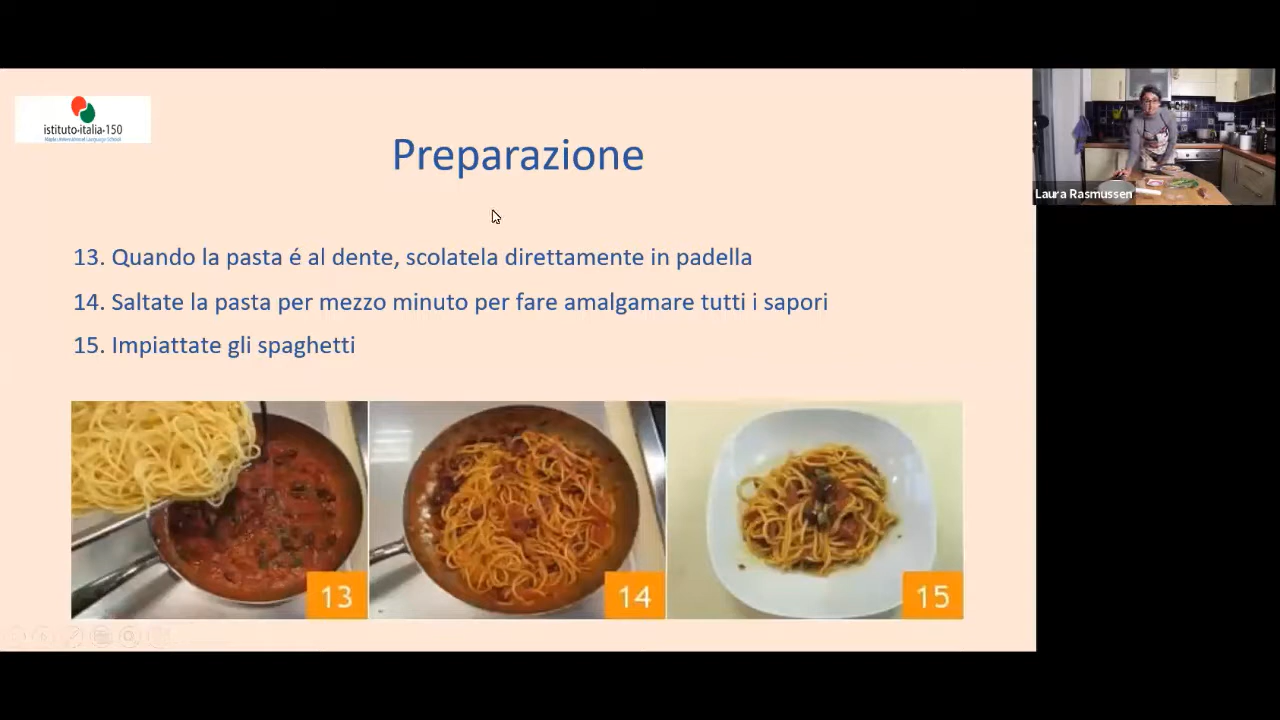 istituto-italia-150
Preparazione
Laura Rasmussen
13. Quando la pasta é al dente, scolatela direttamente in padella
14. Saltate la pasta per mezzo minuto per fare amalgamare tutti i sapori
15. Impiattate gli spaghetti
13
14
15